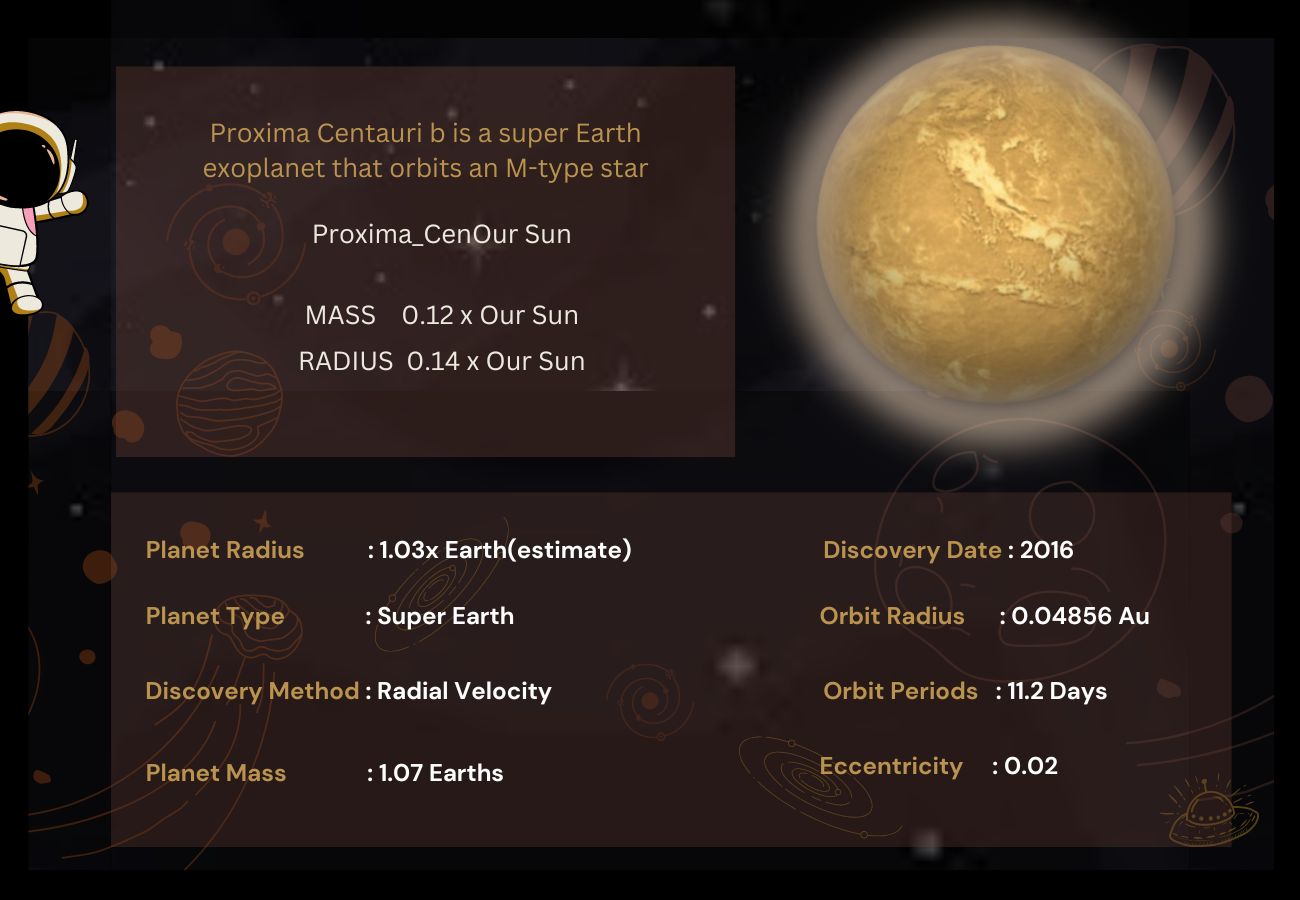 Proxima Centauri b is a super Earth
exoplanet that orbits an M-type star
Proxima_CenOur Sun
MASS 0.12 x Our Sun
RADIUS 0.14 x Our Sun
Planet Radius : 1.03x Earth(estimate)
Planet Type : Super Earth
Discovery Method : Radial Velocity
Planet Mass : 1.07 Earths
Discovery Date : 2016
Orbit Radius : 0.04856 Au
Orbit Periods : 11.2 Days
Eccentricity : 0.02